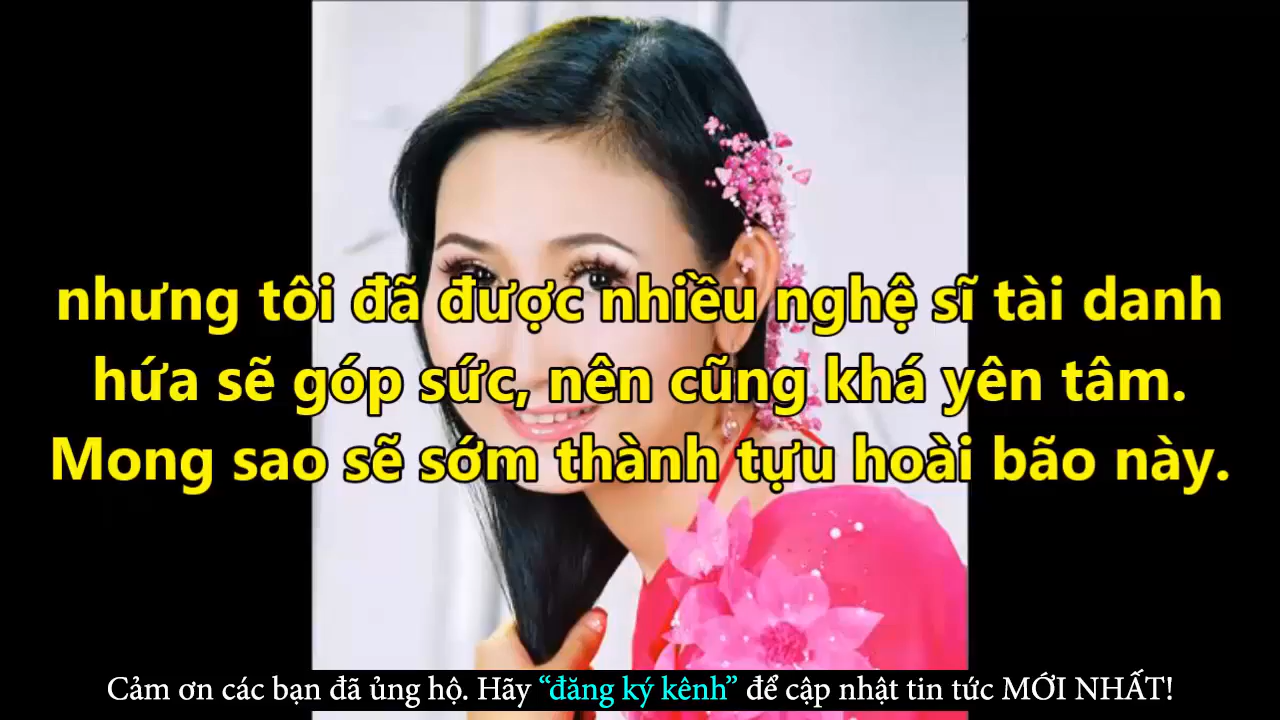 nhưng tôi đã được nhiều nghệ sĩ tài danh
hứa sẽ góp sức, nên cũng khá yên tâm.
Mong sao sẽ sớm thành tựu hoài bão này.
Cảm ơn các bạn đã ủng hộ. Hãy “đăng ký kênh” để cập nhật tin tức MỚI NHẤT!